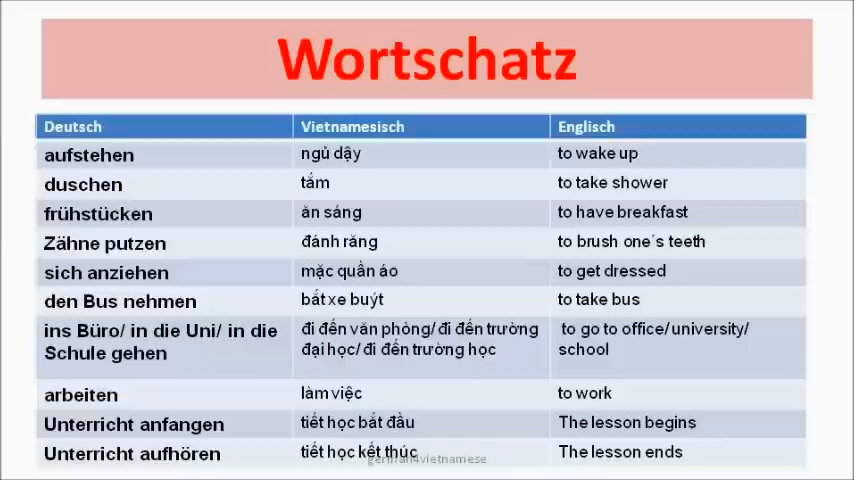 Wortschatz
Deutsch Vietnamesisch Englisch
aufstehen ngủ dậy to wake up
duschen tắm to take shower
frühstücken ăn sáng to have breakfast
Zähne putzen đánh răng to brush one´s teeth
sich anziehen mặc quần áo to get dressed
den Bus nehmen bắt xe buýt to take bus
ins Büro/ in die Uni/ in die đi đến văn phòng/ đi đến trường to go to office/ university/
Schule gehen đại học/ đi đến trường học school
arbeiten làm việc to work
Unterricht anfangen tiết học bắt đầu The lesson begins
Unterricht aufhören tiết học kết thúc The lesson ends
german4vietnamese